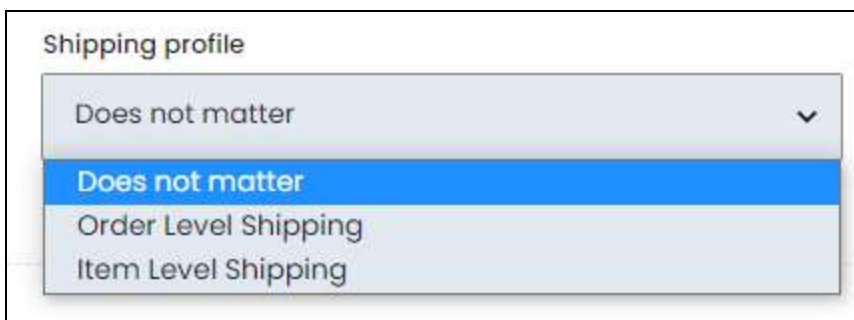 Shipping profile
Does not matter
Does not matter
Order Level Shipping
Item Level Shipping